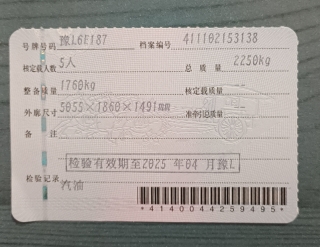 号牌号码 豫L6E187 档案编号 411102153138
核定载人数 5人 总质量 2250kg
整备质量 1760kg 核定载质量 --
外廓尺寸 5055×1860×1491mm 准牵引总质量 --
备注
检验有效期至2025年04月豫L
检验记录 汽油
*4140044259495*